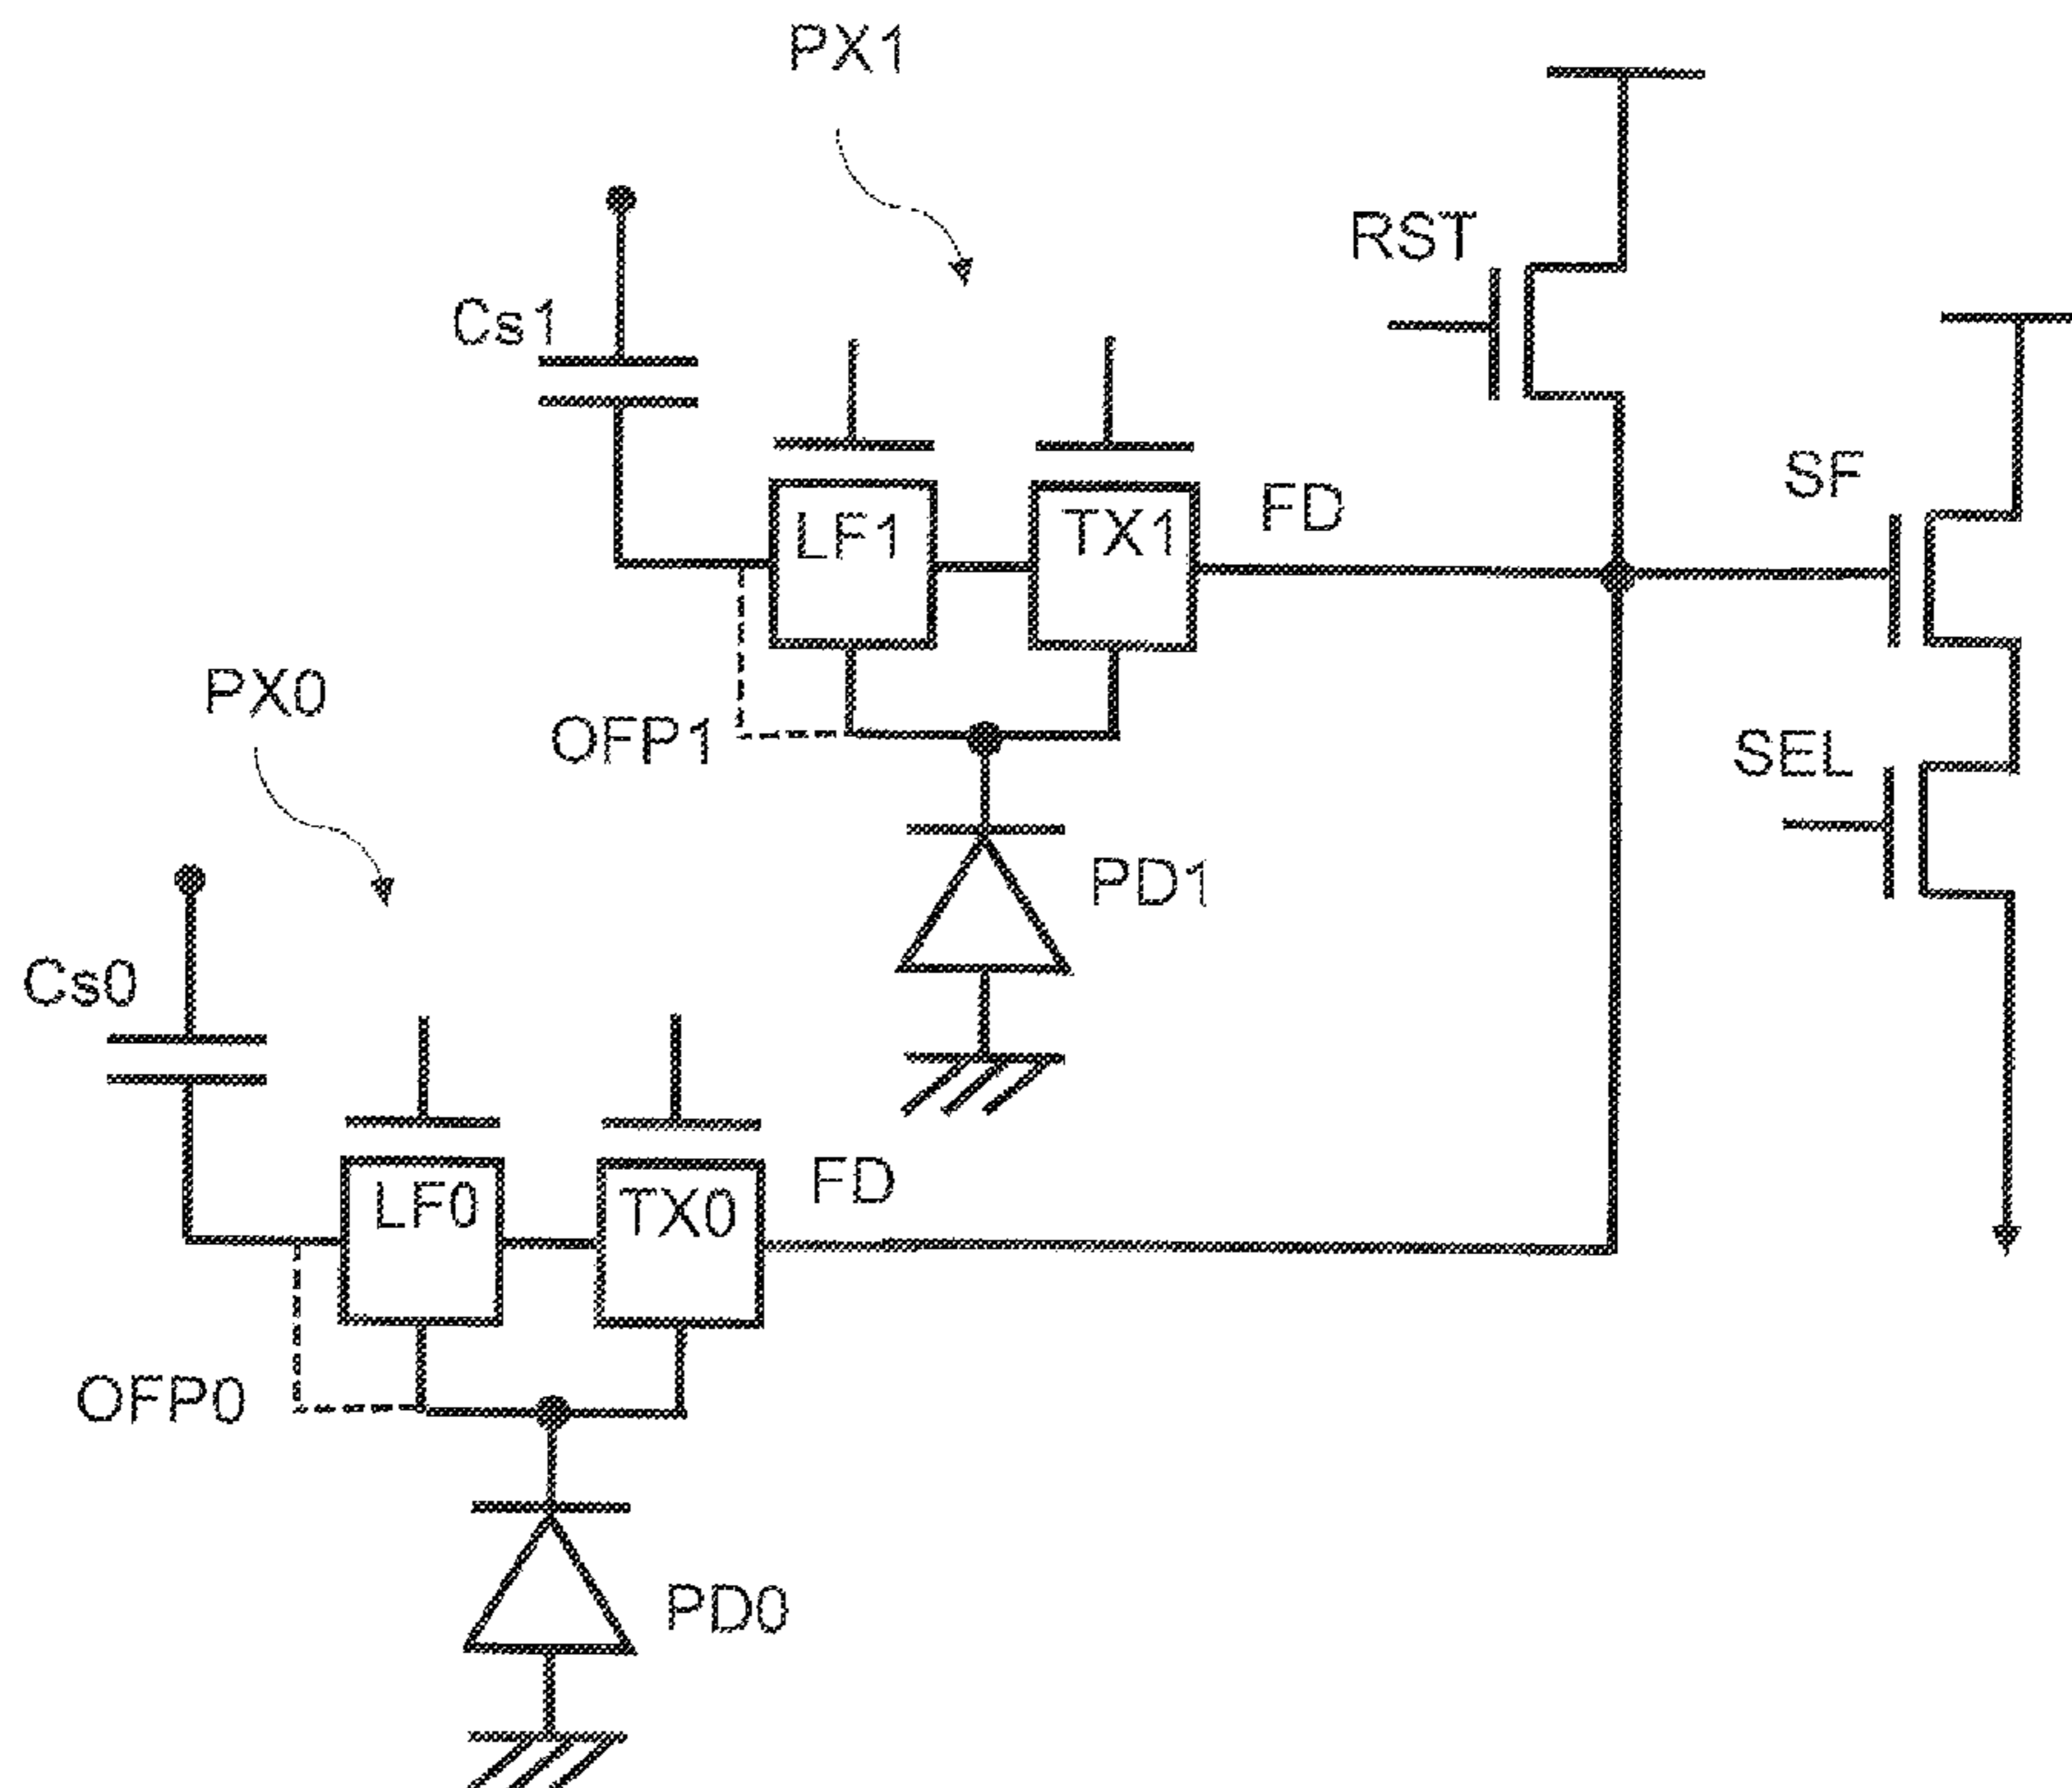 PX1
RST
Cs1
SF
FD
LF1
TX1
PX0
OFP1
SEL
PD1
Cs0
FD
LF0
TX0
OFP0
PD0